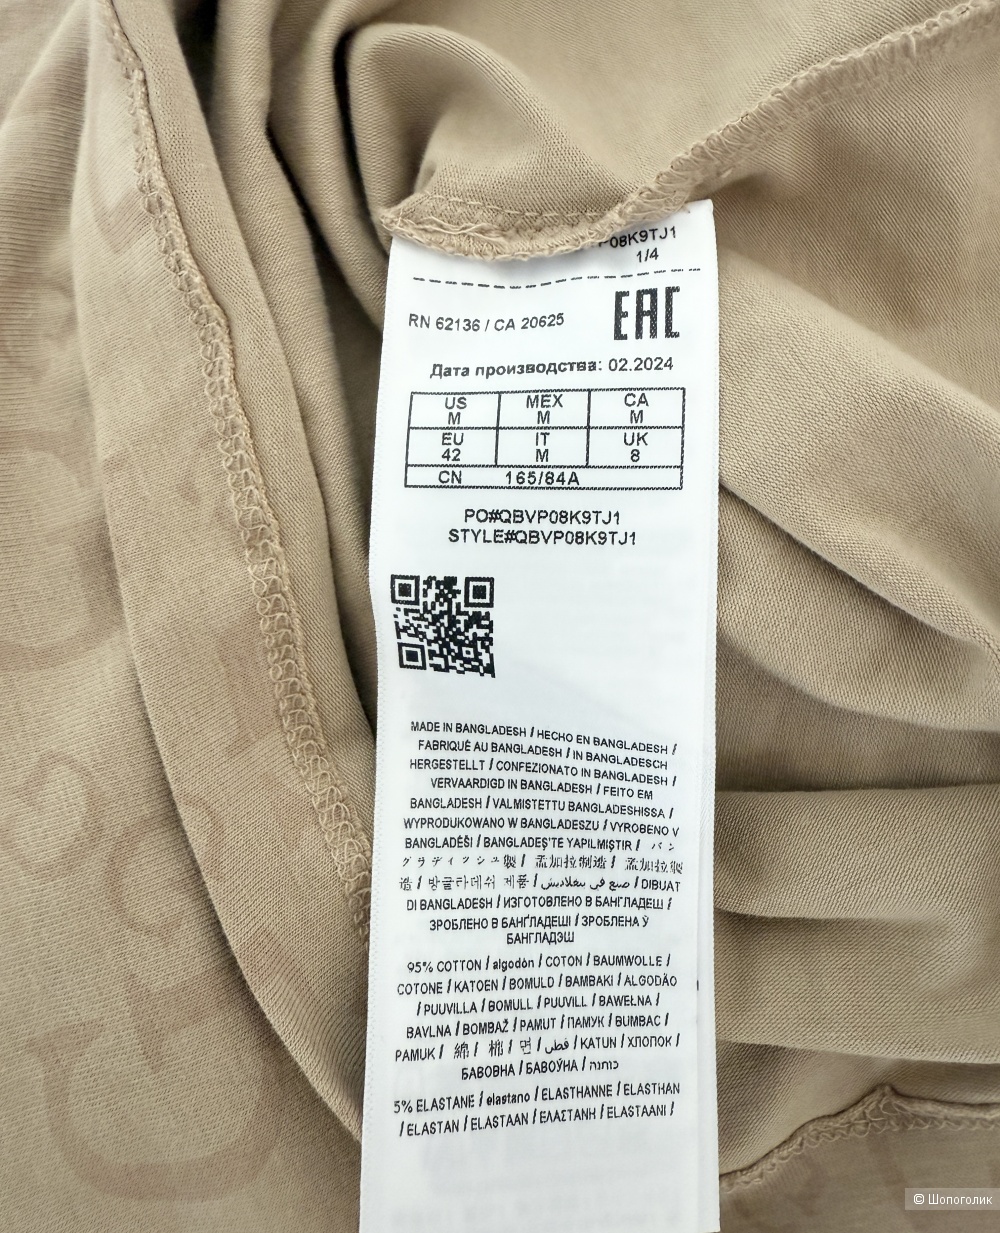 P08K9TJ1
1/4
RN 62136 / CA 20625
EAC
Дата производства: 02.2024
US MEX CA
M M M
EU IT UK
42 M 8
CN 165/84A
PO#QBVP08K9TJ1
STYLE#QBVP08K9TJ1
MADE IN BANGLADESH / HECHO EN BANGLADESH /
FABRIQUÉ AU BANGLADESH / IN BANGLADESCH
HERGESTELLT / CONFEZIONATO IN BANGLADESH /
VERVAARDIGD IN BANGLADESH / FEITO EM
BANGLADESH / VALMISTETTU BANGLADESHISSA /
WYPRODUKOWANO W BANGLADESZU / VYROBENO V
BANGLADÉŠI / BANGLADEŞ'TE YAPILMIŞTIR / バン
グラディッシュ製 / 孟加拉制造 / 孟加拉製
造 / 방글라데쉬 제품 / صنع في بنغلاديش / DIBUAT
DI BANGLADESH / ИЗГОТОВЛЕНО В БАНГЛАДЕШ /
ЗРОБЛЕНО В БАНҐЛАДЕШІ / ЗРОБЛЕНА Ў
БАНГЛАДЭШ
95% COTTON / algodón / COTON / BAUMWOLLE /
COTONE / KATOEN / BOMULD / BAMBAKI / ALGODÃO
/ PUUVILLA / BOMULL / PUUVILL / BAWEŁNA /
BAVLNA / BOMBAŽ / PAMUT / ПАМУК / BUMBAC /
PAMUK / 綿 / 棉 / 면 / قطن / KATUN / ХЛОПОК /
БАВОВНА / БАВОЎНА / כותנה
5% ELASTANE / elastano / ELASTHANNE / ELASTHAN
/ ELASTAN / ELASTAAN / ΕΛΑΣΤΑΝΗ / ELASTAANI /
© Шопоголик